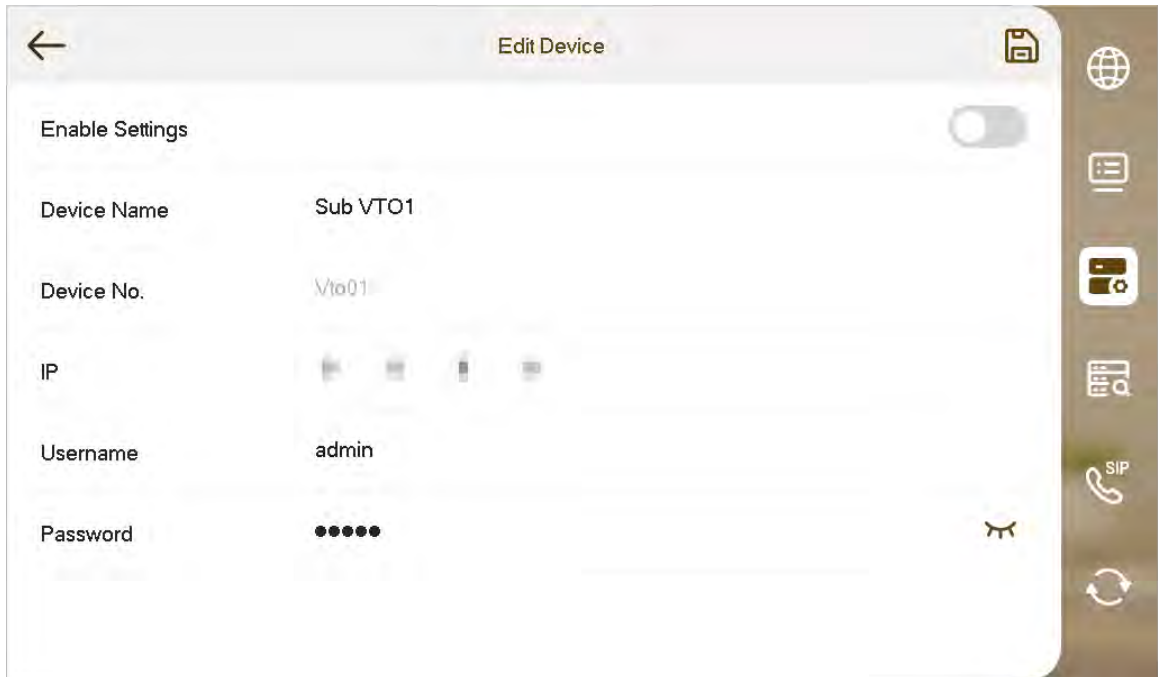 Edit Device
Enable Settings
Device Name Sub VTO1
Device No. Vto01
IP
Username admin
Password •••••
SIP